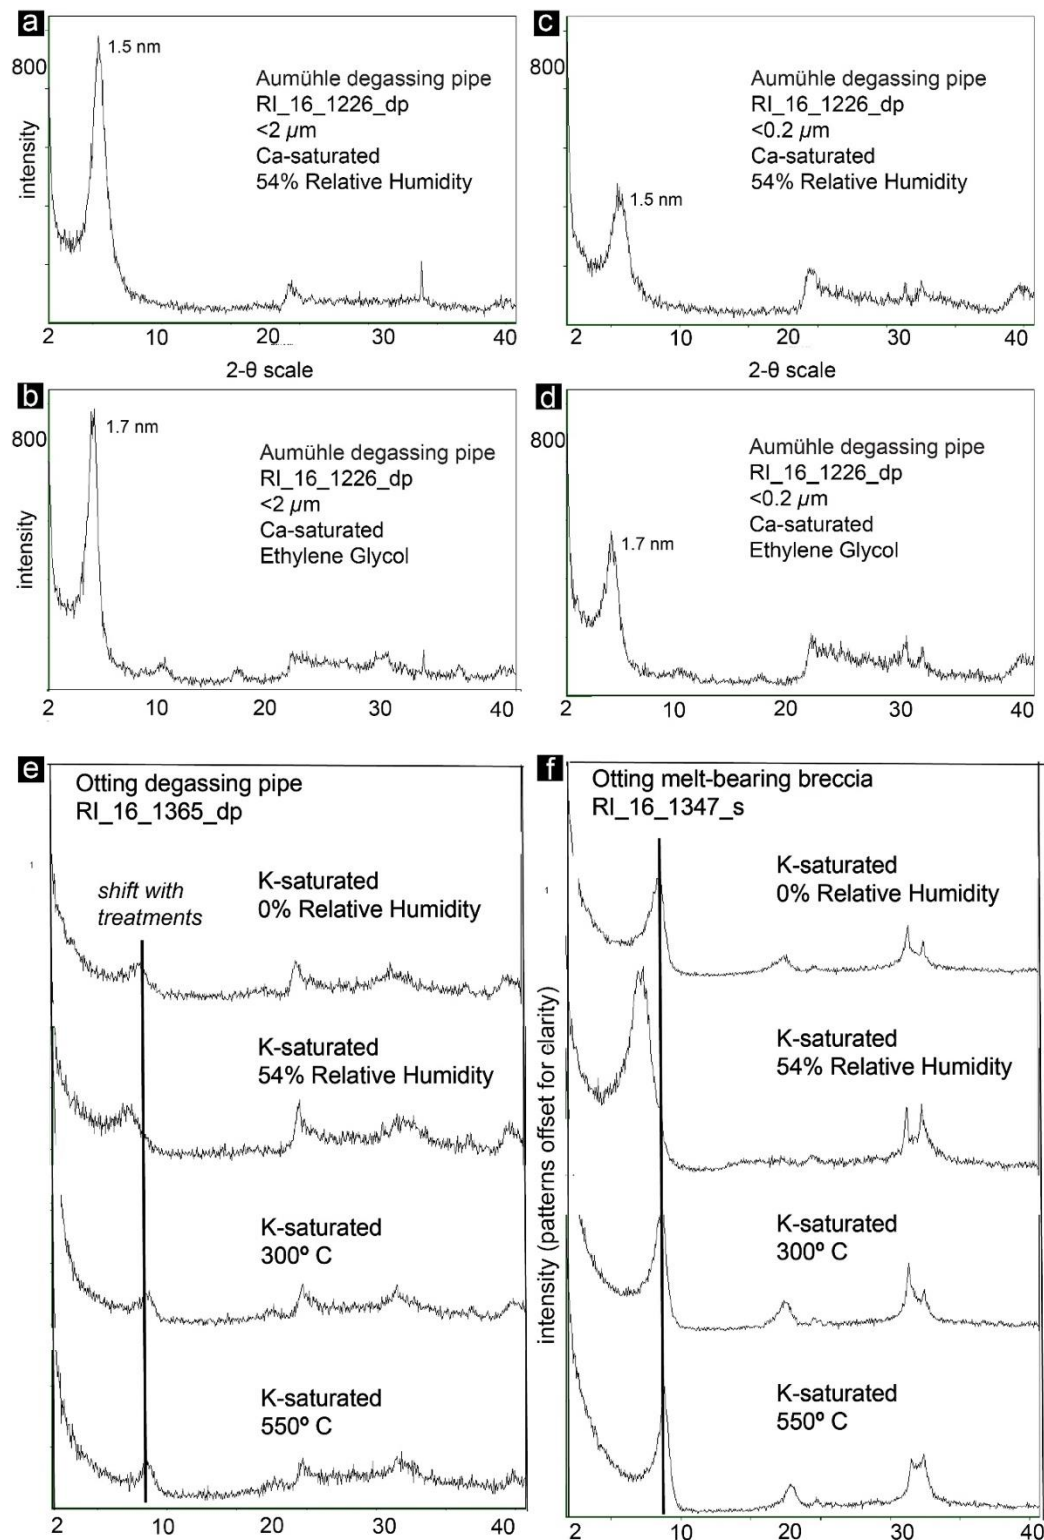 a
1.5 nm
800
Aumühle degassing pipe
RI_16_1226_dp
<2 µm
Ca-saturated
54% Relative Humidity
intensity
2 10 20 30 40
2-θ scale
c
1.5 nm
800
Aumühle degassing pipe
RI_16_1226_dp
<0.2 µm
Ca-saturated
54% Relative Humidity
2 10 20 30 40
2-θ scale
b
1.7 nm
800
Aumühle degassing pipe
RI_16_1226_dp
<2 µm
Ca-saturated
Ethylene Glycol
intensity
2 10 20 30 40
d
1.7 nm
800
Aumühle degassing pipe
RI_16_1226_dp
<0.2 µm
Ca-saturated
Ethylene Glycol
2 10 20 30 40
e
Otting degassing pipe
RI_16_1365_dp
1
shift with
treatments
K-saturated
0% Relative Humidity
K-saturated
54% Relative Humidity
K-saturated
300º C
K-saturated
550º C
2 10 20 30 40
f
Otting melt-bearing breccia
RI_16_1347_s
1
K-saturated
0% Relative Humidity
K-saturated
54% Relative Humidity
K-saturated
300º C
K-saturated
550º C
intensity (patterns offset for clarity)
2 10 20 30 40